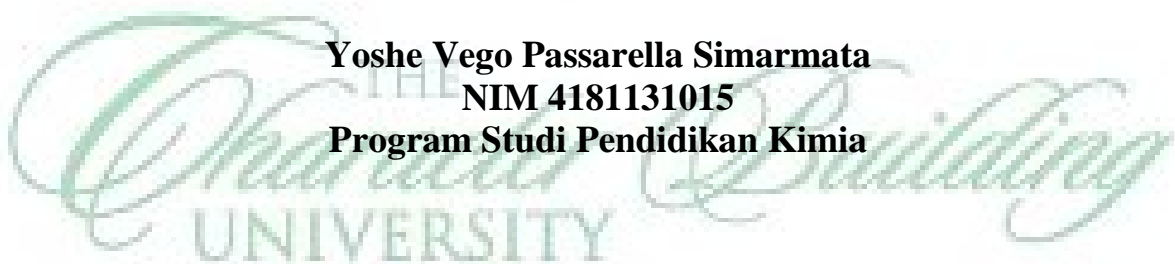 Yoshe Vego Passarella Simarmata
THE
NIM 4181131015
Program Studi Pendidikan Kimia
Character Building
UNIVERSITY